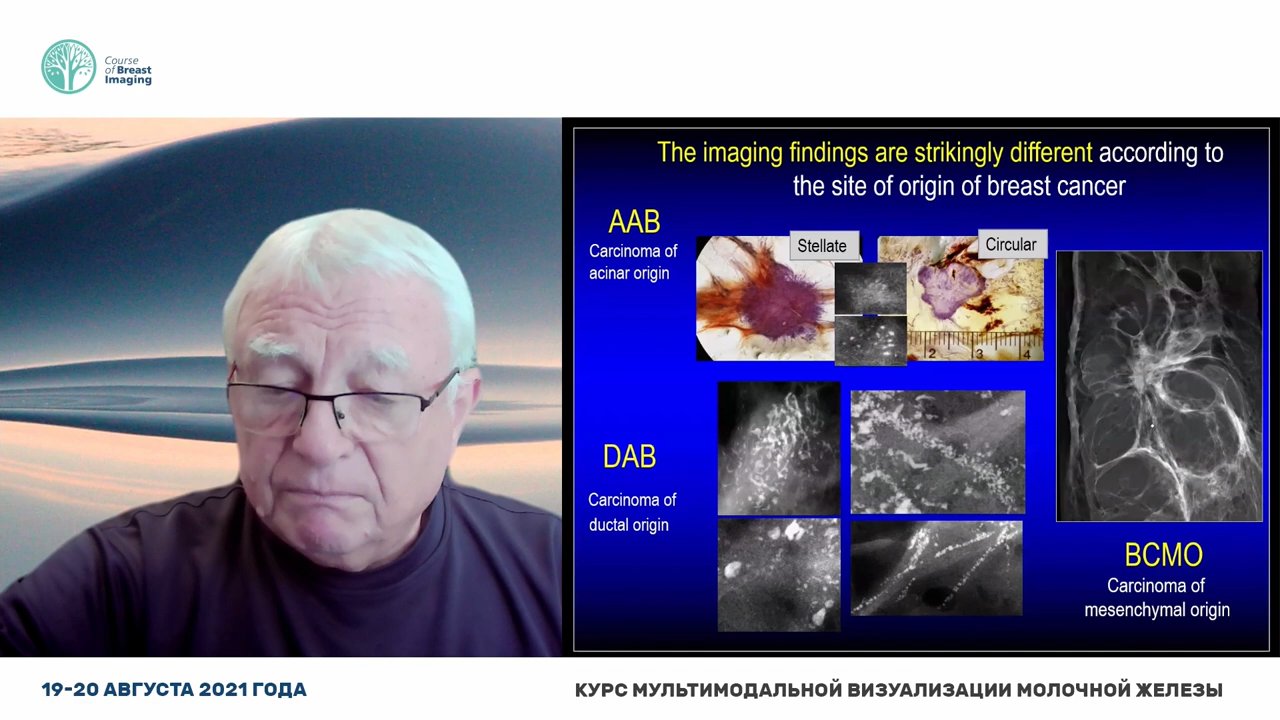 Course
of Breast
Imaging
The imaging findings are strikingly different according to
the site of origin of breast cancer
AAB
Carcinoma of
acinar origin
Stellate
Circular
2 3 4
DAB
Carcinoma of
ductal origin
BCMO
Carcinoma of
mesenchymal origin
19-20 АВГУСТА 2021 ГОДА
КУРС МУЛЬТИМОДАЛЬНОЙ ВИЗУАЛИЗАЦИИ МОЛОЧНОЙ ЖЕЛЕЗЫ